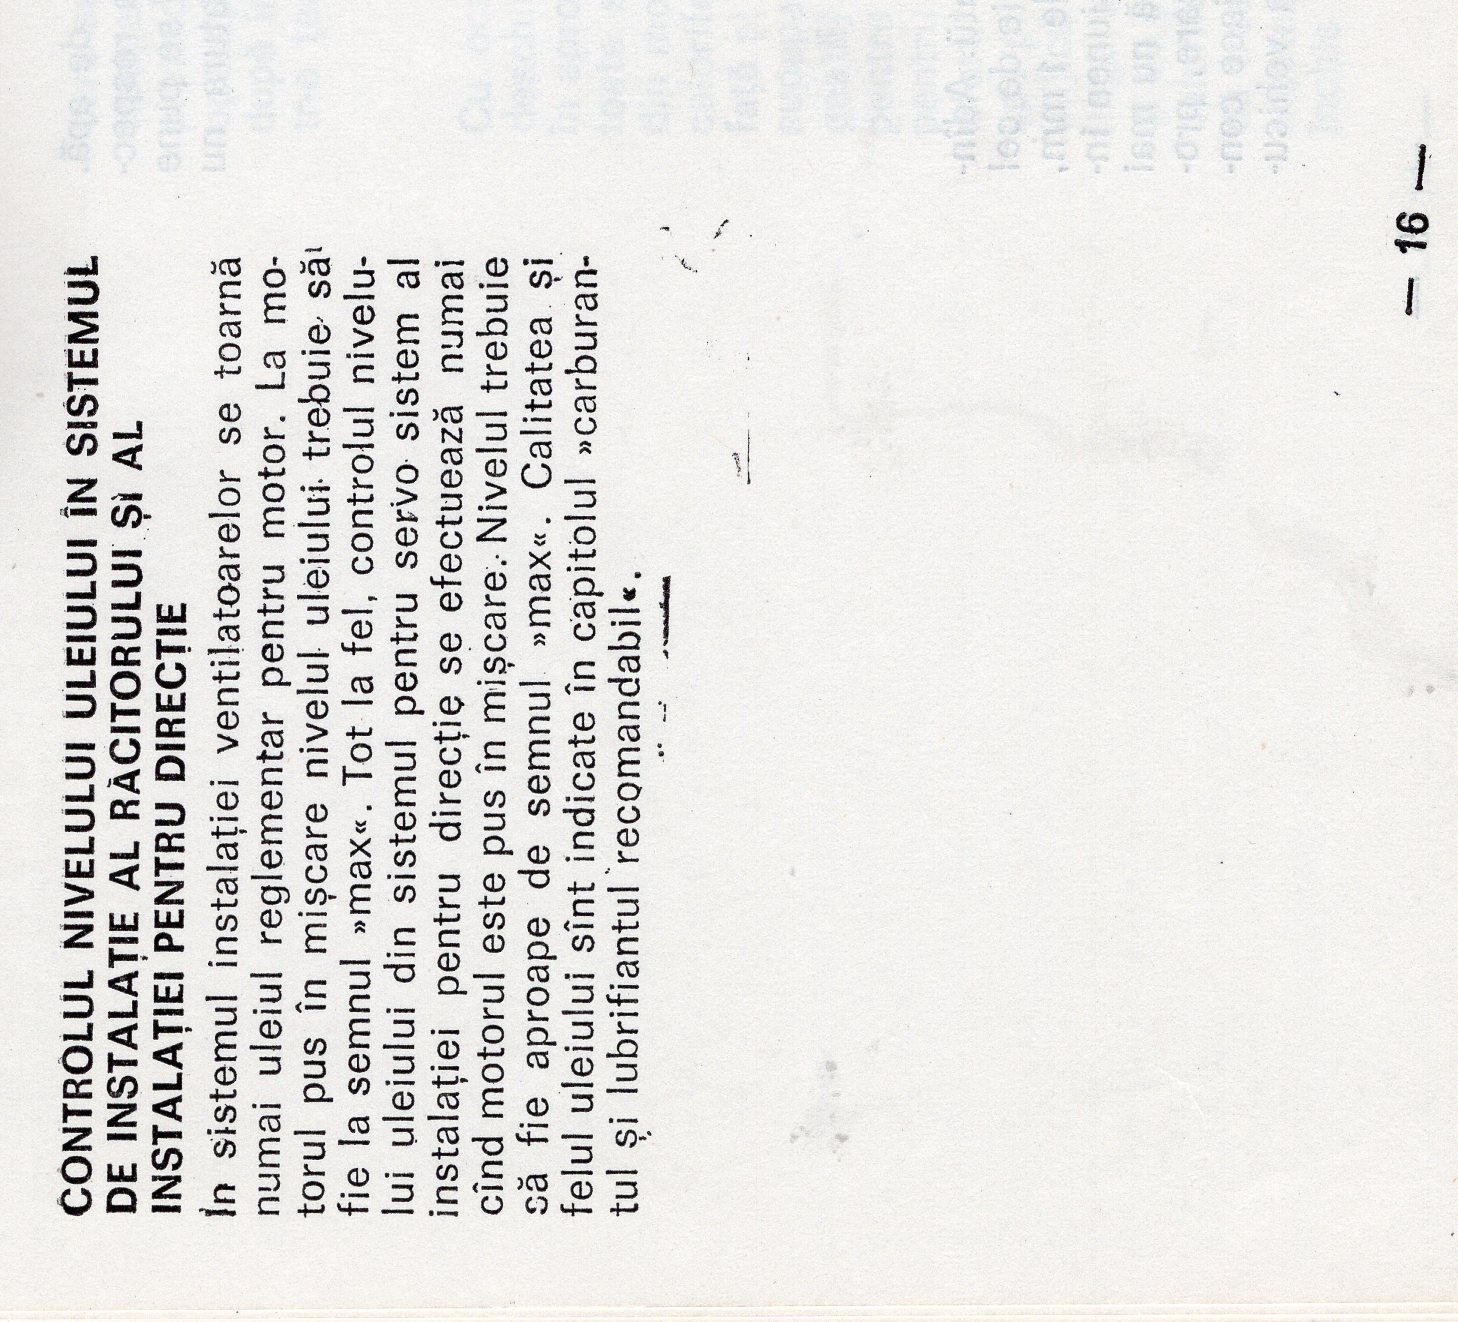 CONTROLUL NIVELULUI ULEIULUI ÎN SISTEMUL
DE INSTALAȚIE AL RĂCITORULUI ȘI AL
INSTALAȚIEI PENTRU DIRECȚIE
În sistemul instalației ventilatoarelor se toarnă
numai uleiul reglementar pentru motor. La mo-
torul pus în mișcare nivelul uleiului trebuie să
fie la semnul »max«. Tot la fel, controlul nivelu-
lui uleiului din sistemul pentru servo sistem al
instalației pentru direcție se efectuează numai
cînd motorul este pus în mișcare. Nivelul trebuie
să fie aproape de semnul »max«. Calitatea și
felul uleiului sînt indicate în capitolul »carburan-
tul și lubrifiantul recomandabil«.
— 16 —